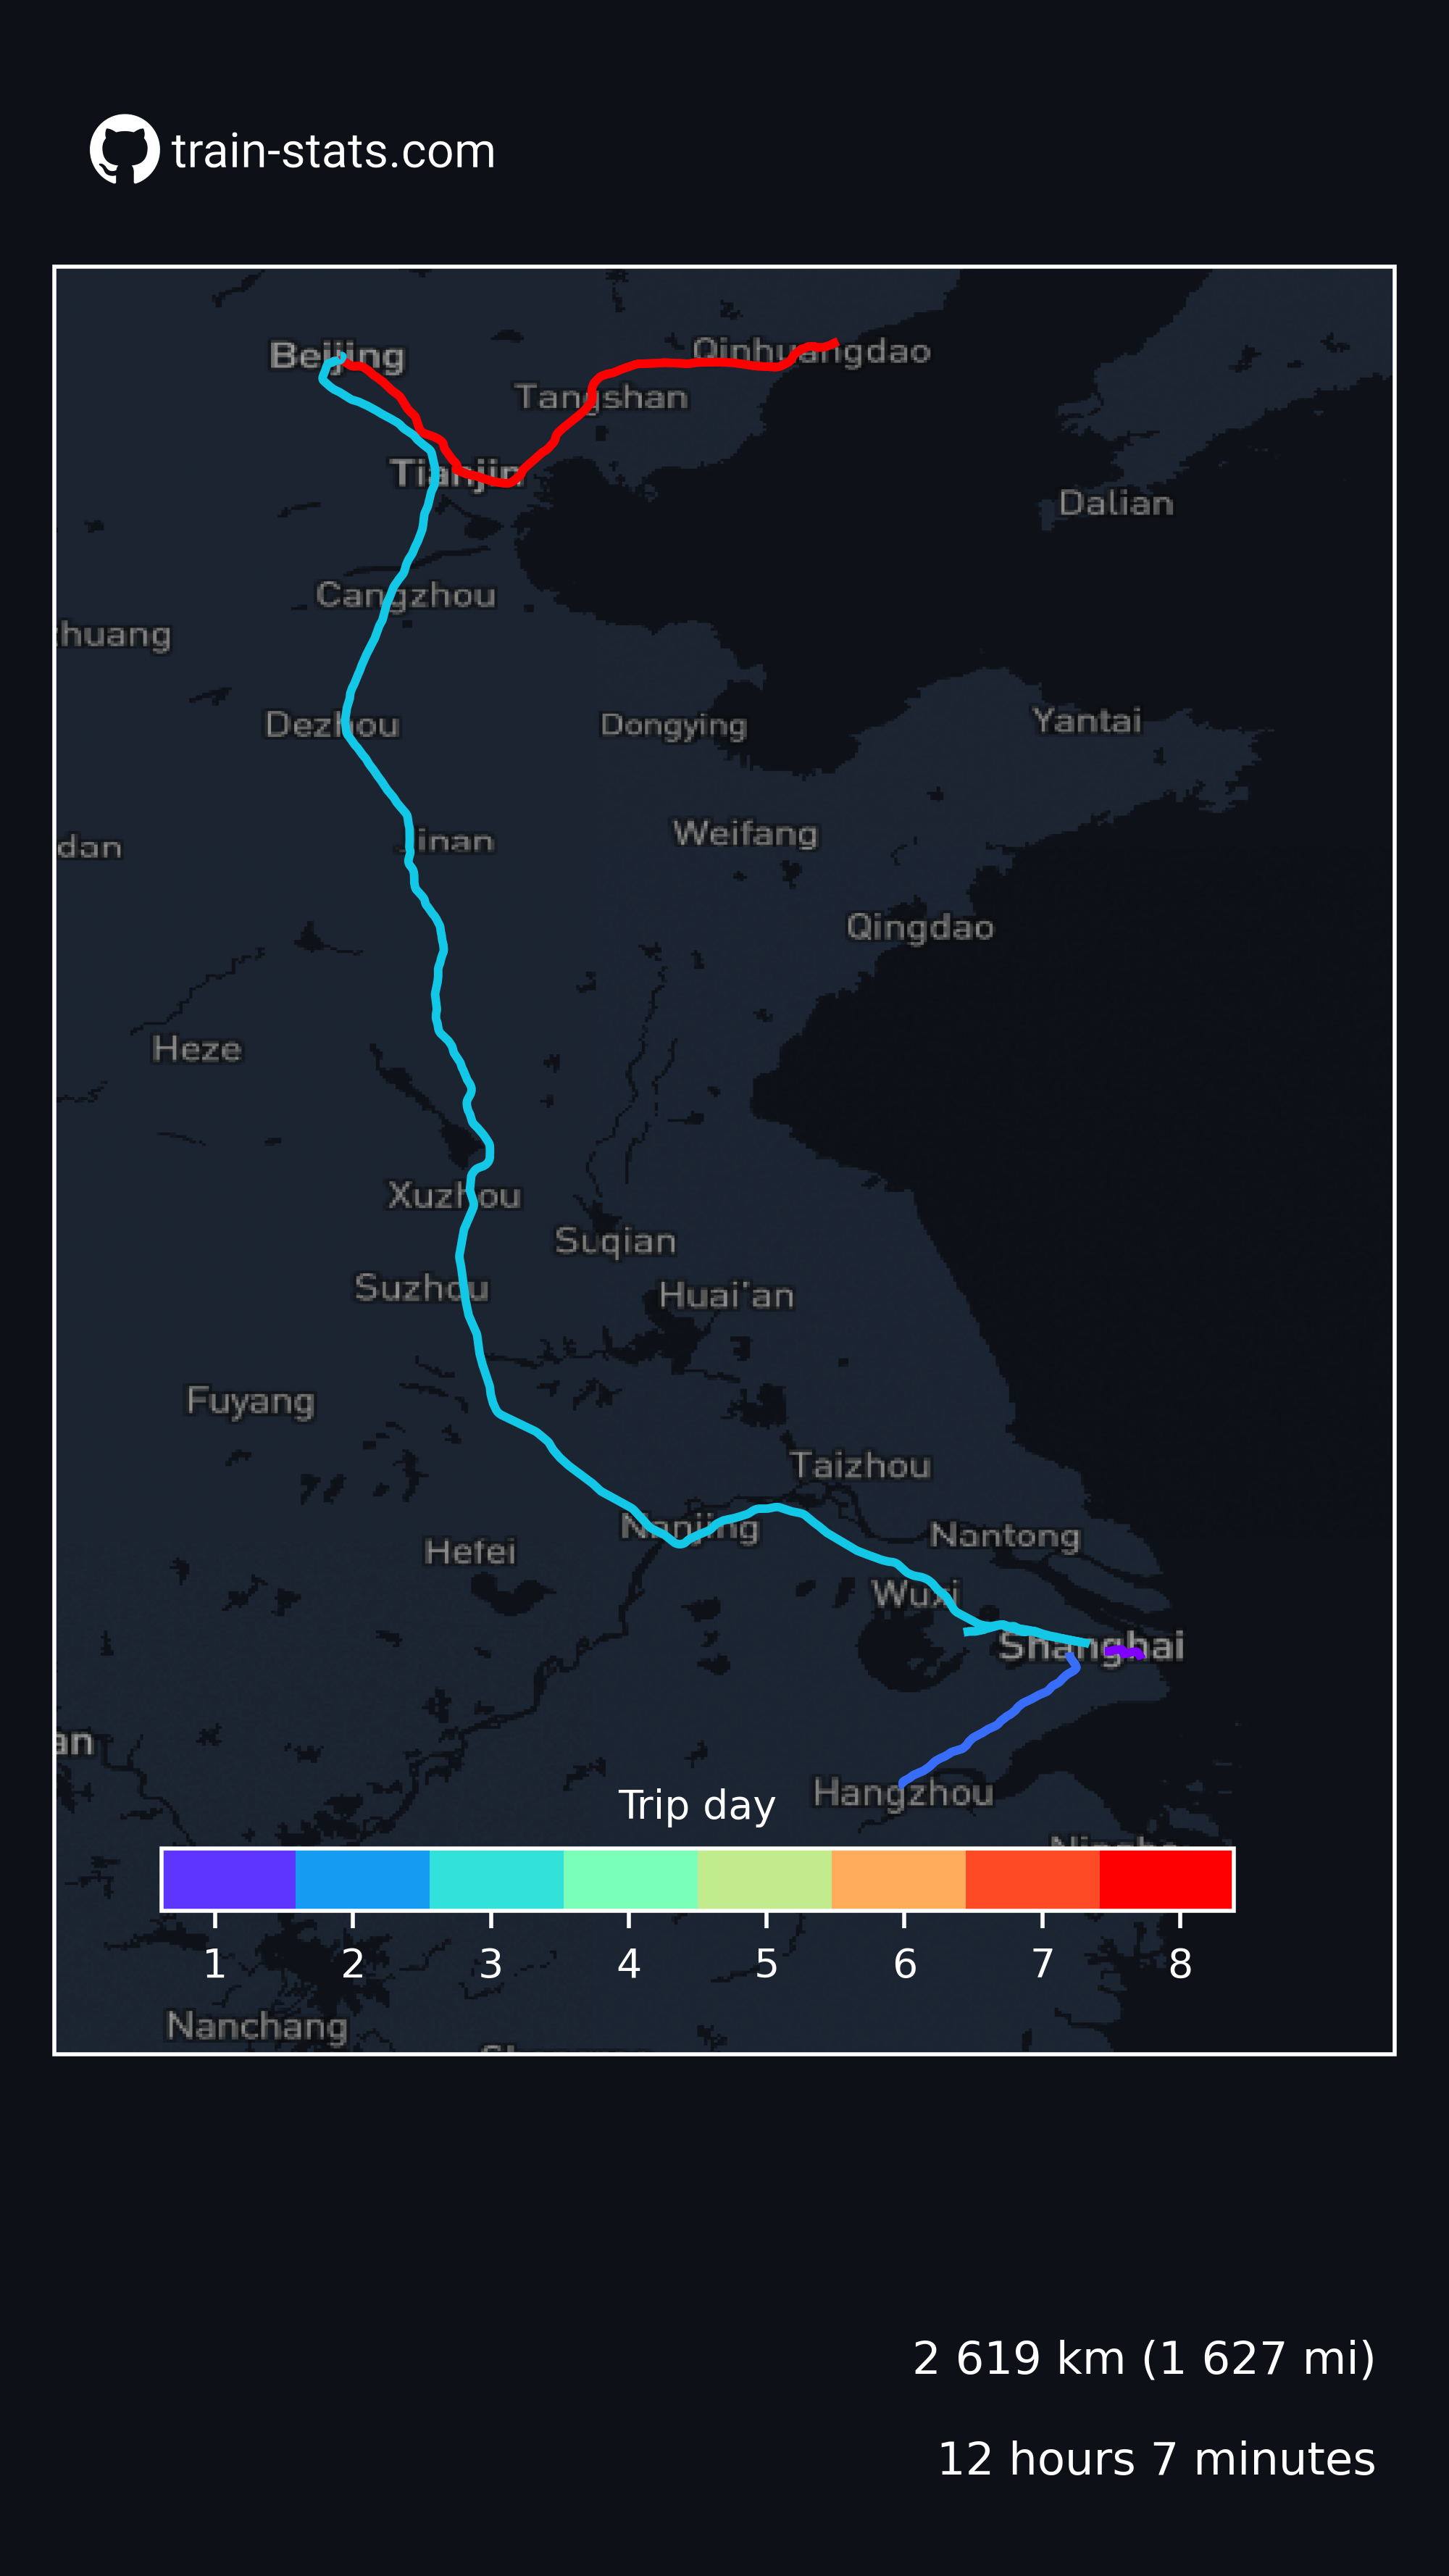 train-stats.com
Beijing
Qinhuangdao
Tangshan
Tianjin
Dalian
Cangzhou
huang
Dezhou
Dongying
Yantai
Jinan
Weifang
dan
Qingdao
Heze
Xuzhou
Suqian
Suzhou
Huai'an
Fuyang
Taizhou
Nanjing
Nantong
Hefei
Wuxi
Shanghai
an
Hangzhou
Trip day
1 2 3 4 5 6 7 8
Nanchang
2 619 km (1 627 mi)
12 hours 7 minutes